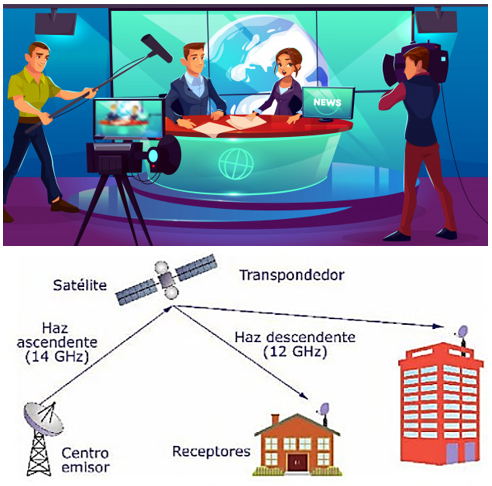 NEWS
Satélite
Transpondedor
Haz
ascendente
(14 GHz)
Haz descendente
(12 GHz)
Centro
emisor
Receptores